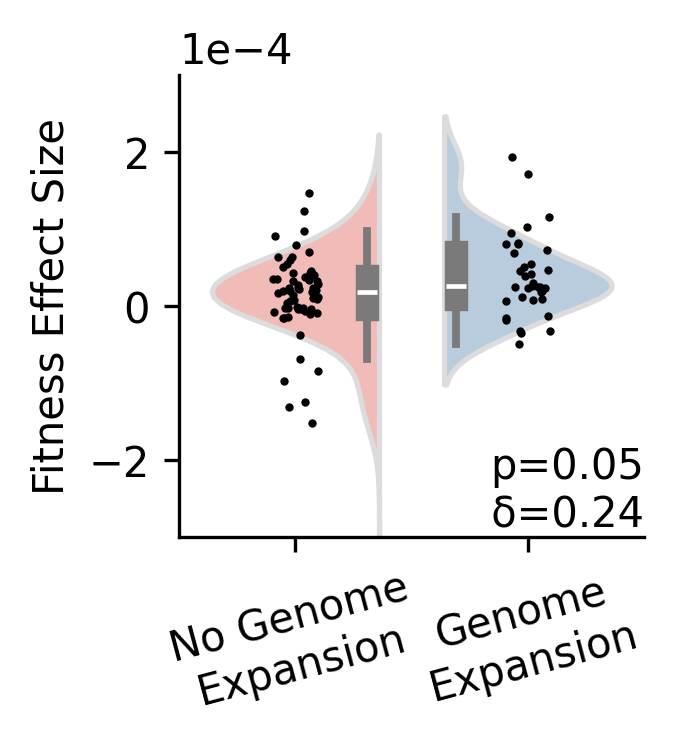 1e−4
Fitness Effect Size
2
0
−2
p=0.05
δ=0.24
No Genome
Expansion
Genome
Expansion